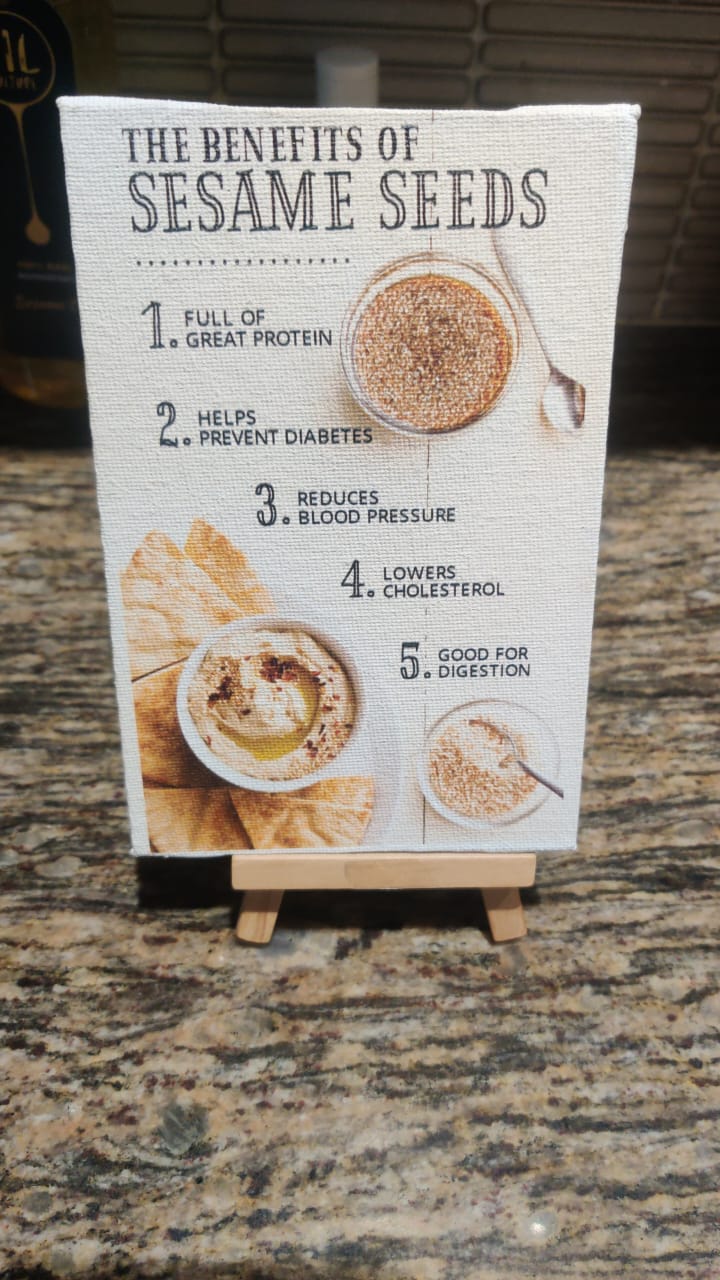 THE BENEFITS OF
SESAME SEEDS
1. FULL OF
GREAT PROTEIN
2. HELPS
PREVENT DIABETES
3. REDUCES
BLOOD PRESSURE
4. LOWERS
CHOLESTEROL
5. GOOD FOR
DIGESTION